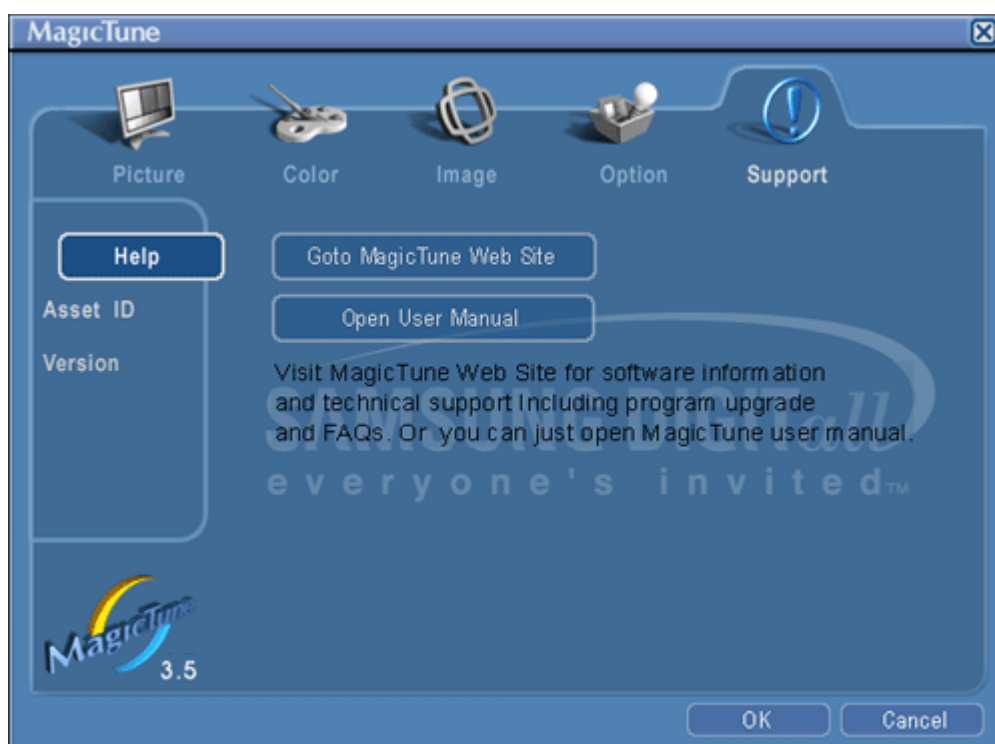 MagicTune
Picture
Color
Image
Option
Support
Help
Asset ID
Version
Goto MagicTune Web Site
Open User Manual
Visit MagicTune Web Site for software information
and technical support Including program upgrade
and FAQs. Or you can just open MagicTune user manual.
SAMSUNG DIGITall
everyone's invited™
MagicTune
3.5
OK
Cancel